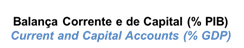 Balança Corrente e de Capital (% PIB)
Current and Capital Accounts (% GDP)